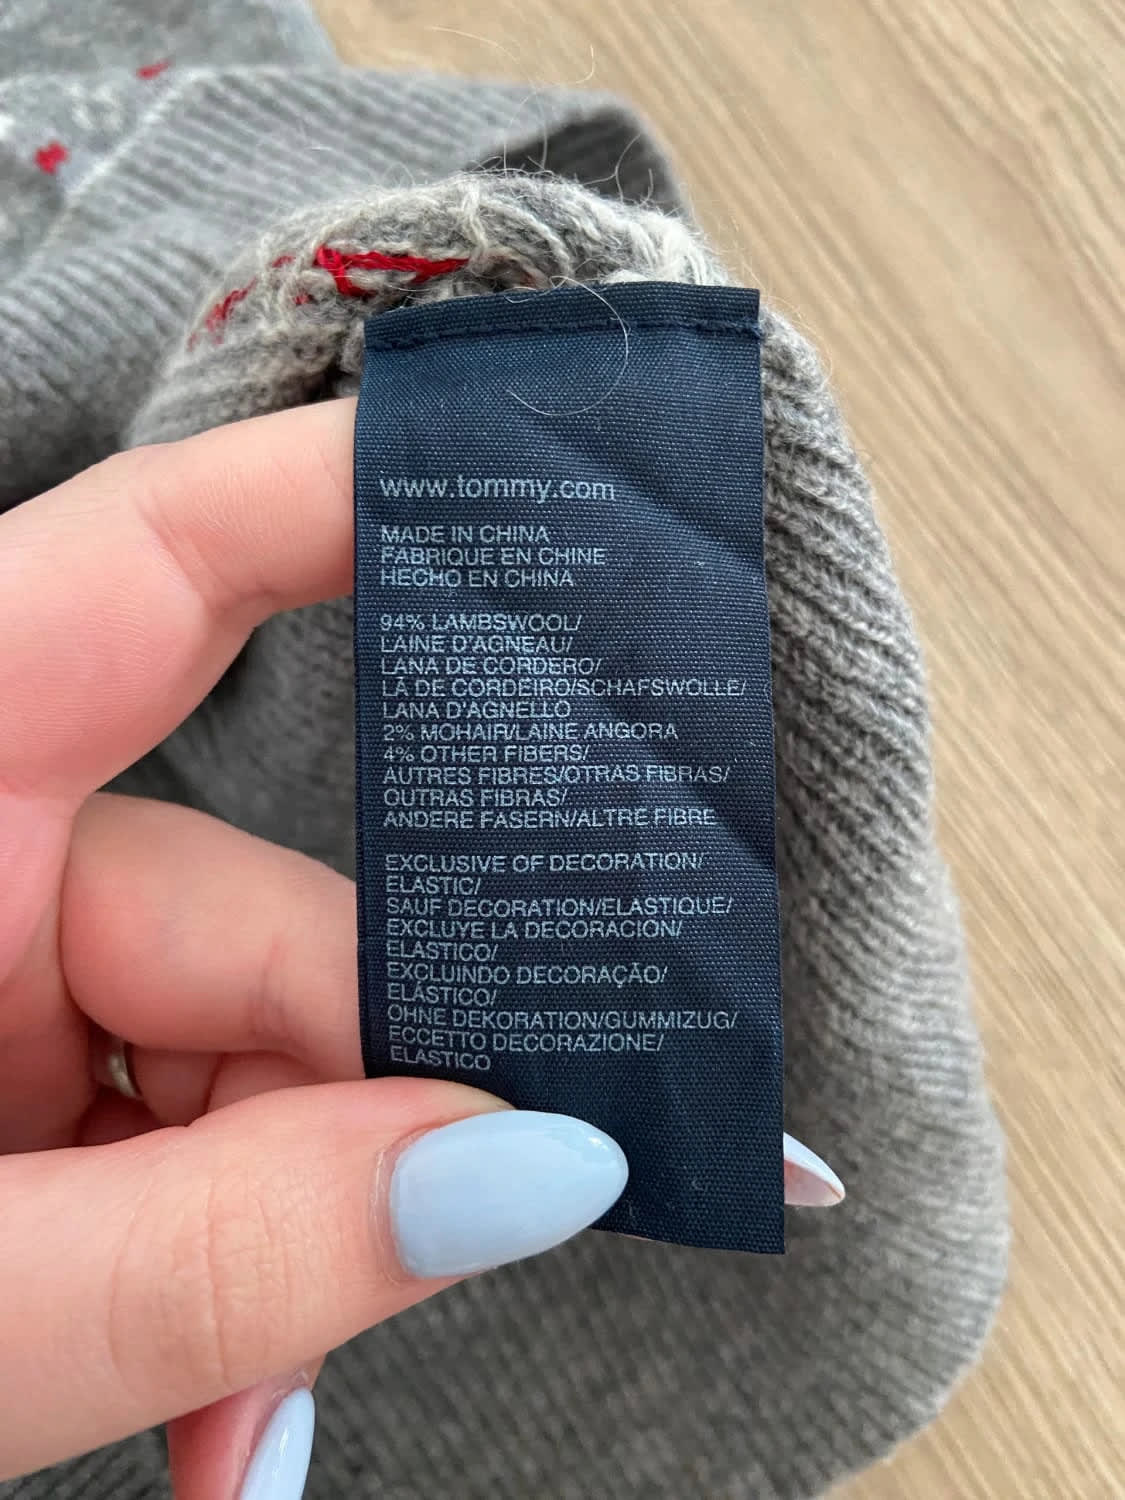 www.tommy.com
MADE IN CHINA
FABRIQUE EN CHINE
HECHO EN CHINA
94% LAMBSWOOL/
LAINE D'AGNEAU/
LANA DE CORDERO/
LÃ DE CORDEIRO/SCHAFSWOLLE/
LANA D'AGNELLO
2% MOHAIR/LAINE ANGORA
4% OTHER FIBERS/
AUTRES FIBRES/OTRAS FIBRAS/
OUTRAS FIBRAS/
ANDERE FASERN/ALTRE FIBRE
EXCLUSIVE OF DECORATION/
ELASTIC/
SAUF DECORATION/ELASTIQUE/
EXCLUYE LA DECORACION/
ELASTICO/
EXCLUINDO DECORAÇÃO/
ELÁSTICO/
OHNE DEKORATION/GUMMIZUG/
ECCETTO DECORAZIONE/
ELASTICO